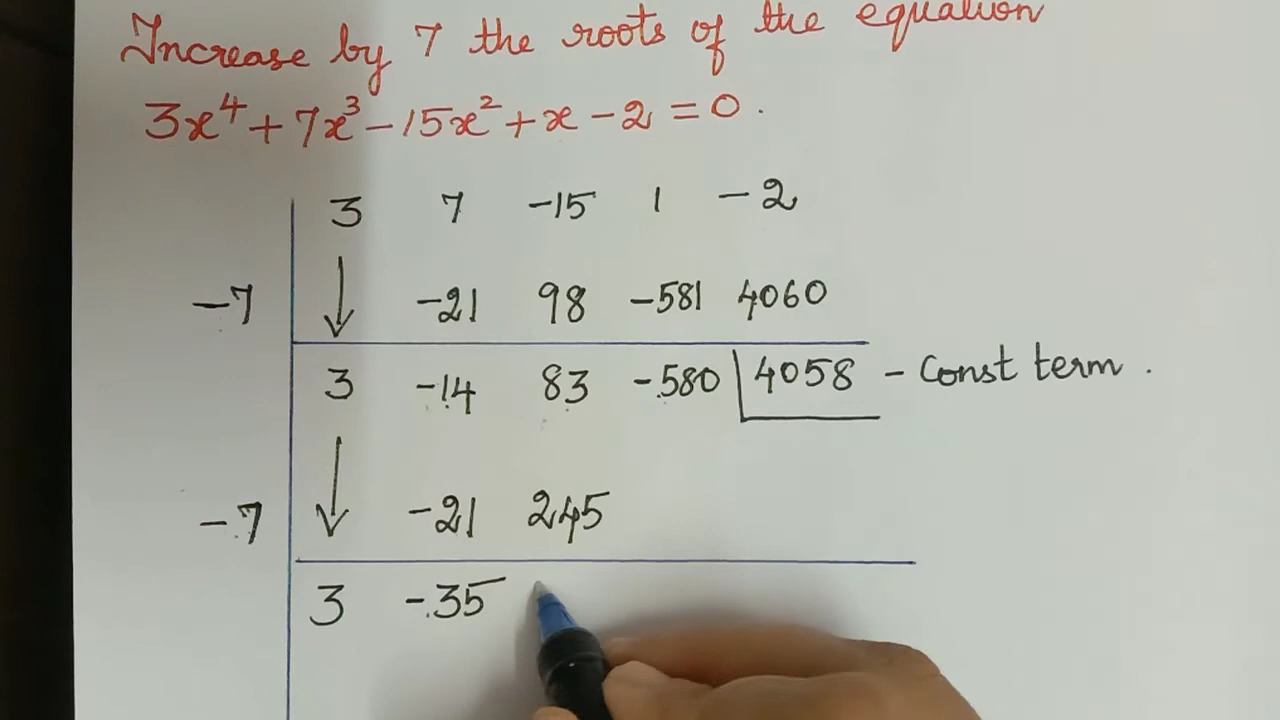 Increase by 7 the roots of the equation
3x⁴ + 7x³ - 15x² + x - 2 = 0 .
3 7 -15 1 -2
-7 -21 98 -581 4060
3 -14 83 -580 4058 - Const term .
-7 -21 245
3 -35